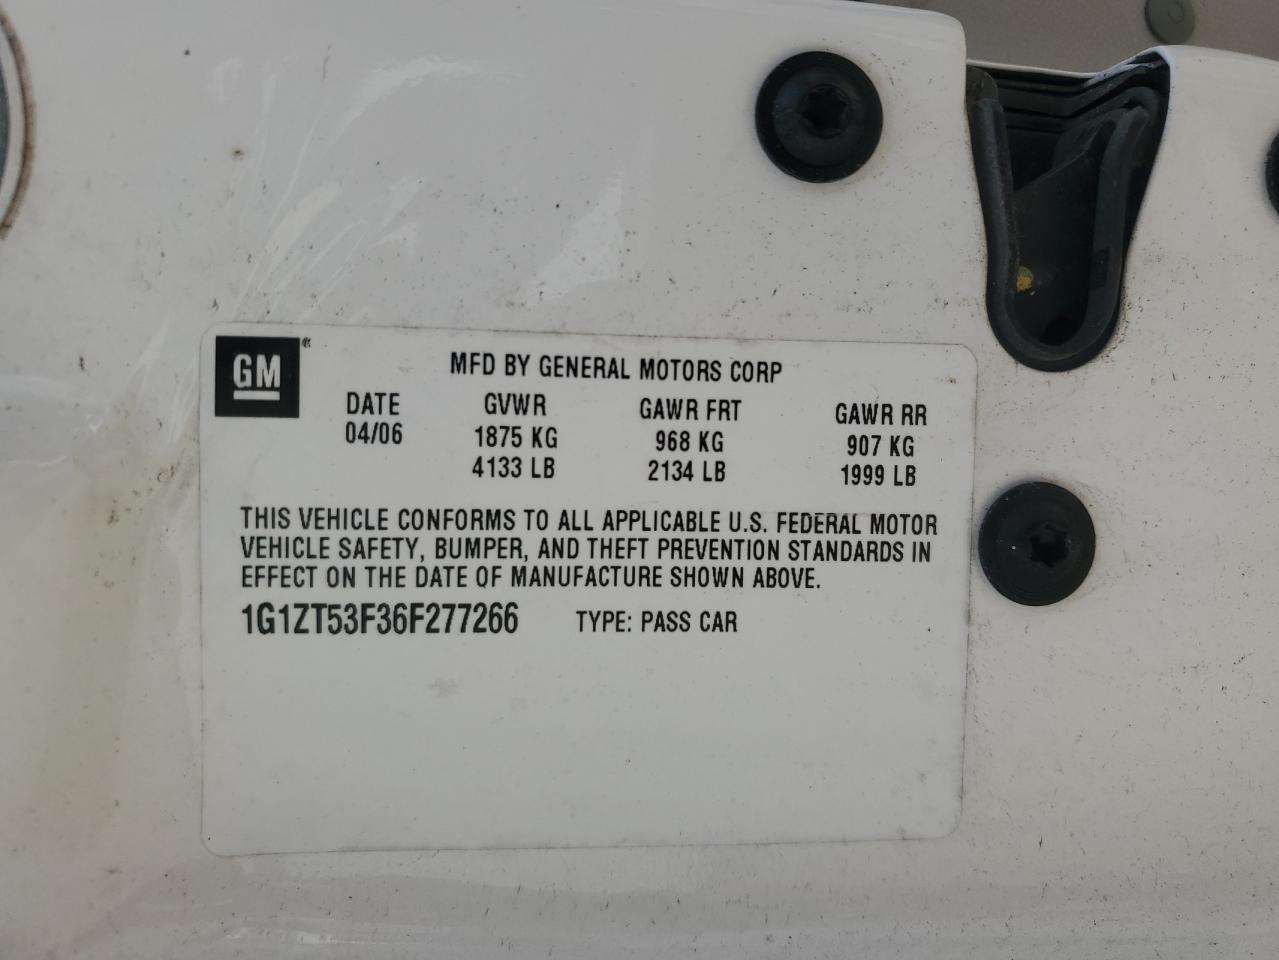 GM®
MFD BY GENERAL MOTORS CORP
DATE GVWR GAWR FRT GAWR RR
04/06 1875 KG 968 KG 907 KG
4133 LB 2134 LB 1999 LB
THIS VEHICLE CONFORMS TO ALL APPLICABLE U.S. FEDERAL MOTOR
VEHICLE SAFETY, BUMPER, AND THEFT PREVENTION STANDARDS IN
EFFECT ON THE DATE OF MANUFACTURE SHOWN ABOVE.
1G1ZT53F36F277266 TYPE: PASS CAR